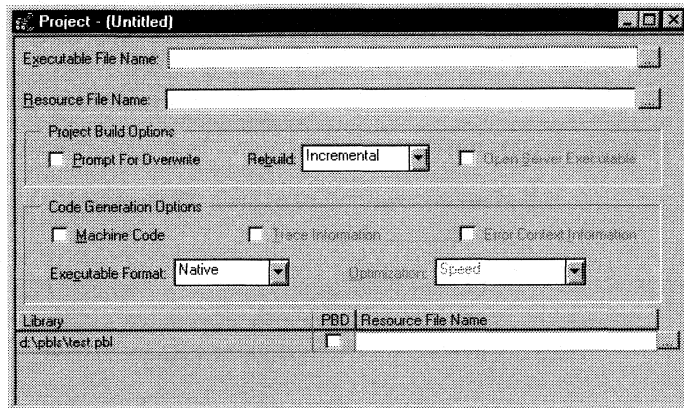 Project - (Untitled)
Executable File Name: ...
Resource File Name: ...
Project Build Options
Prompt For Overwrite Rebuild: Incremental Open Server Executable
Code Generation Options
Machine Code Trace Information Error Context Information
Executable Format: Native Optimization: Speed
Library PBD Resource File Name
d:\pbls\test.pbl ...